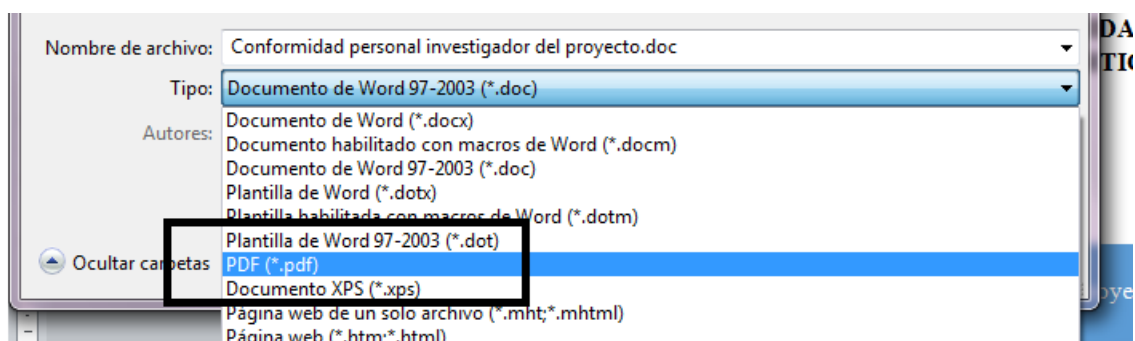 Nombre de archivo: Conformidad personal investigador del proyecto.doc
DA
Tipo: Documento de Word 97-2003 (*.doc)
TIC
Autores:
Documento de Word (*.docx)
Documento habilitado con macros de Word (*.docm)
Documento de Word 97-2003 (*.doc)
Plantilla de Word (*.dotx)
Plantilla habilitada con macros de Word (*.dotm)
Plantilla de Word 97-2003 (*.dot)
Ocultar carpetas PDF (*.pdf)
Documento XPS (*.xps)
oye
Página web de un solo archivo (*.mht;*.mhtml)
Página web (*.htm;*.html)